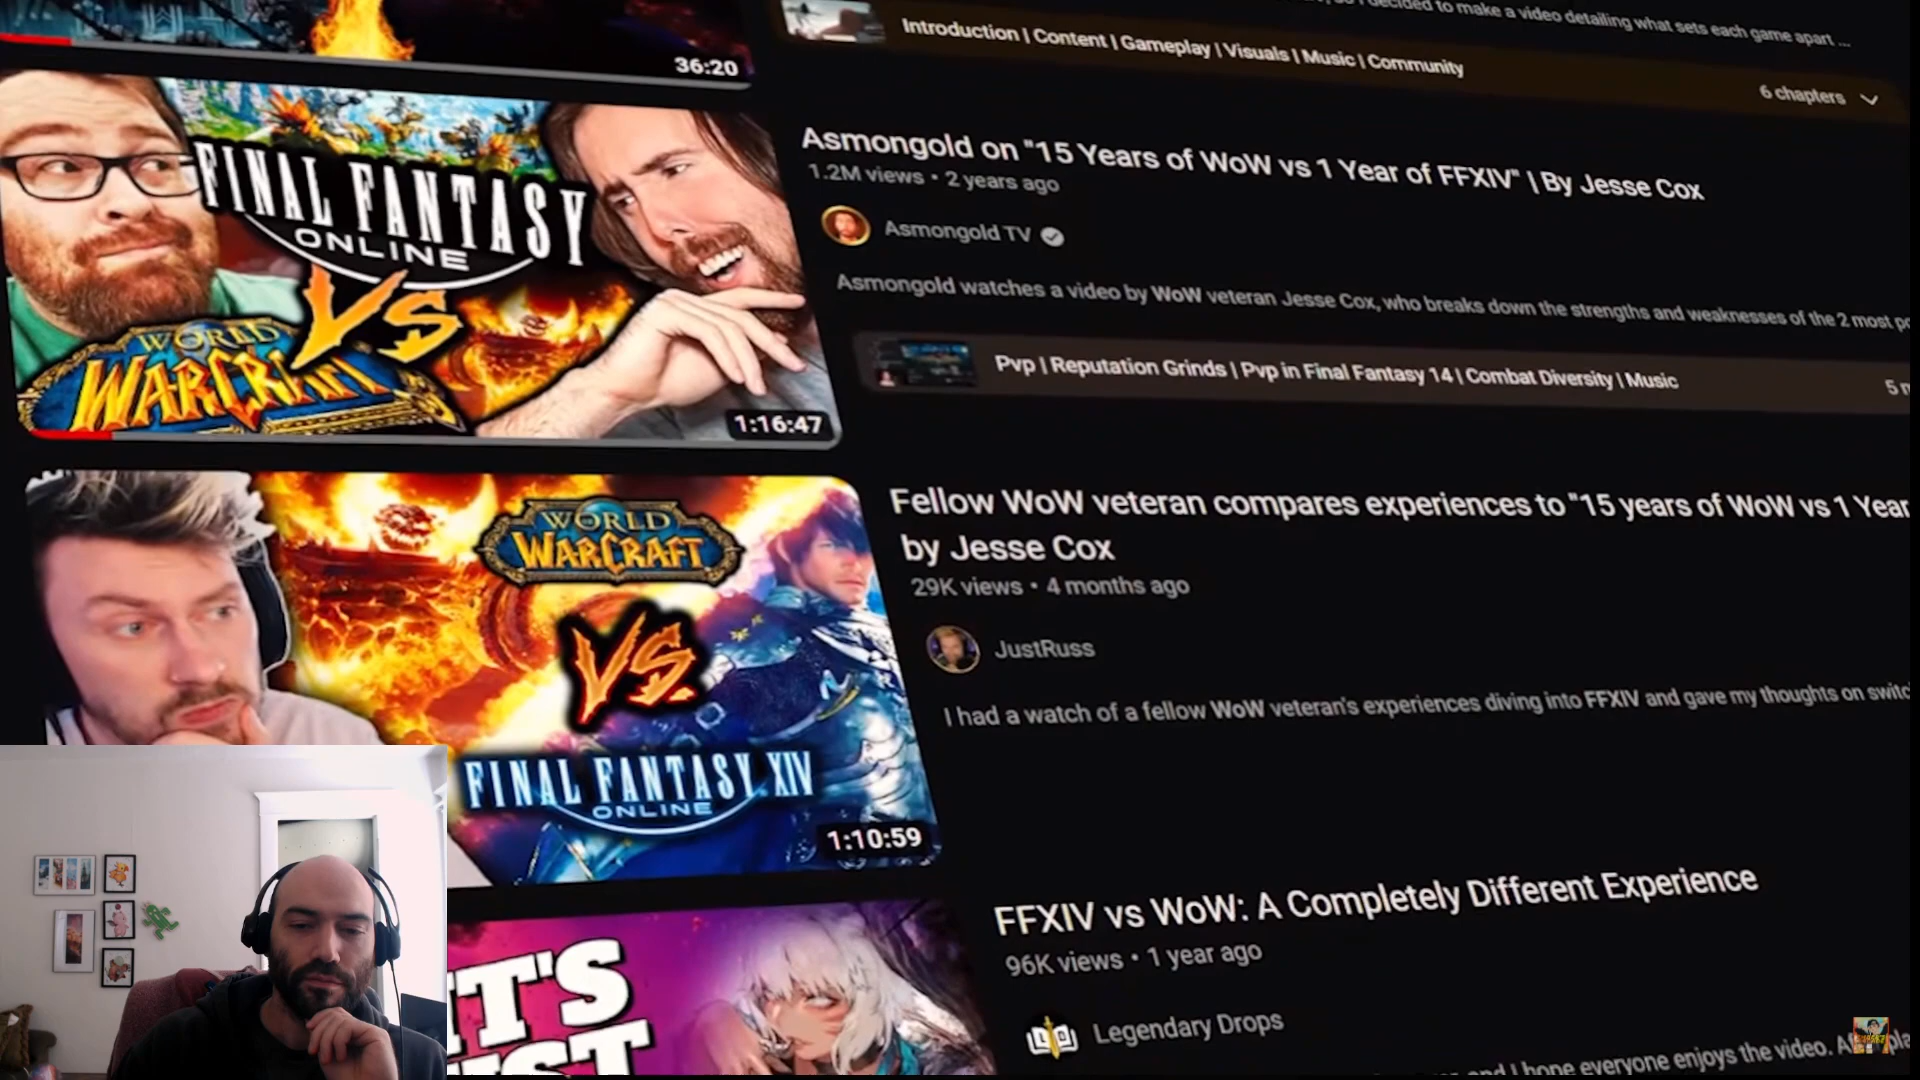 decided to make a video detailing what sets each game apart ...
36:20
Introduction | Content | Gameplay | Visuals | Music | Community
6 chapters
FINAL FANTASY
ONLINE
VS
WORLD
WARCRAFT
1:16:47
Asmongold on "15 Years of WoW vs 1 Year of FFXIV" | By Jesse Cox
1.2M views • 2 years ago
Asmongold TV
Asmongold watches a video by WoW veteran Jesse Cox, who breaks down the strengths and weaknesses of the 2 most
Pvp | Reputation Grinds | Pvp in Final Fantasy 14 | Combat Diversity | Music
5
WORLD
WARCRAFT
VS.
FINAL FANTASY XIV
ONLINE
1:10:59
Fellow WoW veteran compares experiences to "15 years of WoW vs 1 Year
by Jesse Cox
29K views • 4 months ago
JustRuss
I had a watch of a fellow WoW veteran's experiences diving into FFXIV and gave my thoughts on
IT'S
FFXIV vs WoW: A Completely Different Experience
96K views • 1 year ago
Legendary Drops
and I hope everyone enjoys the video.